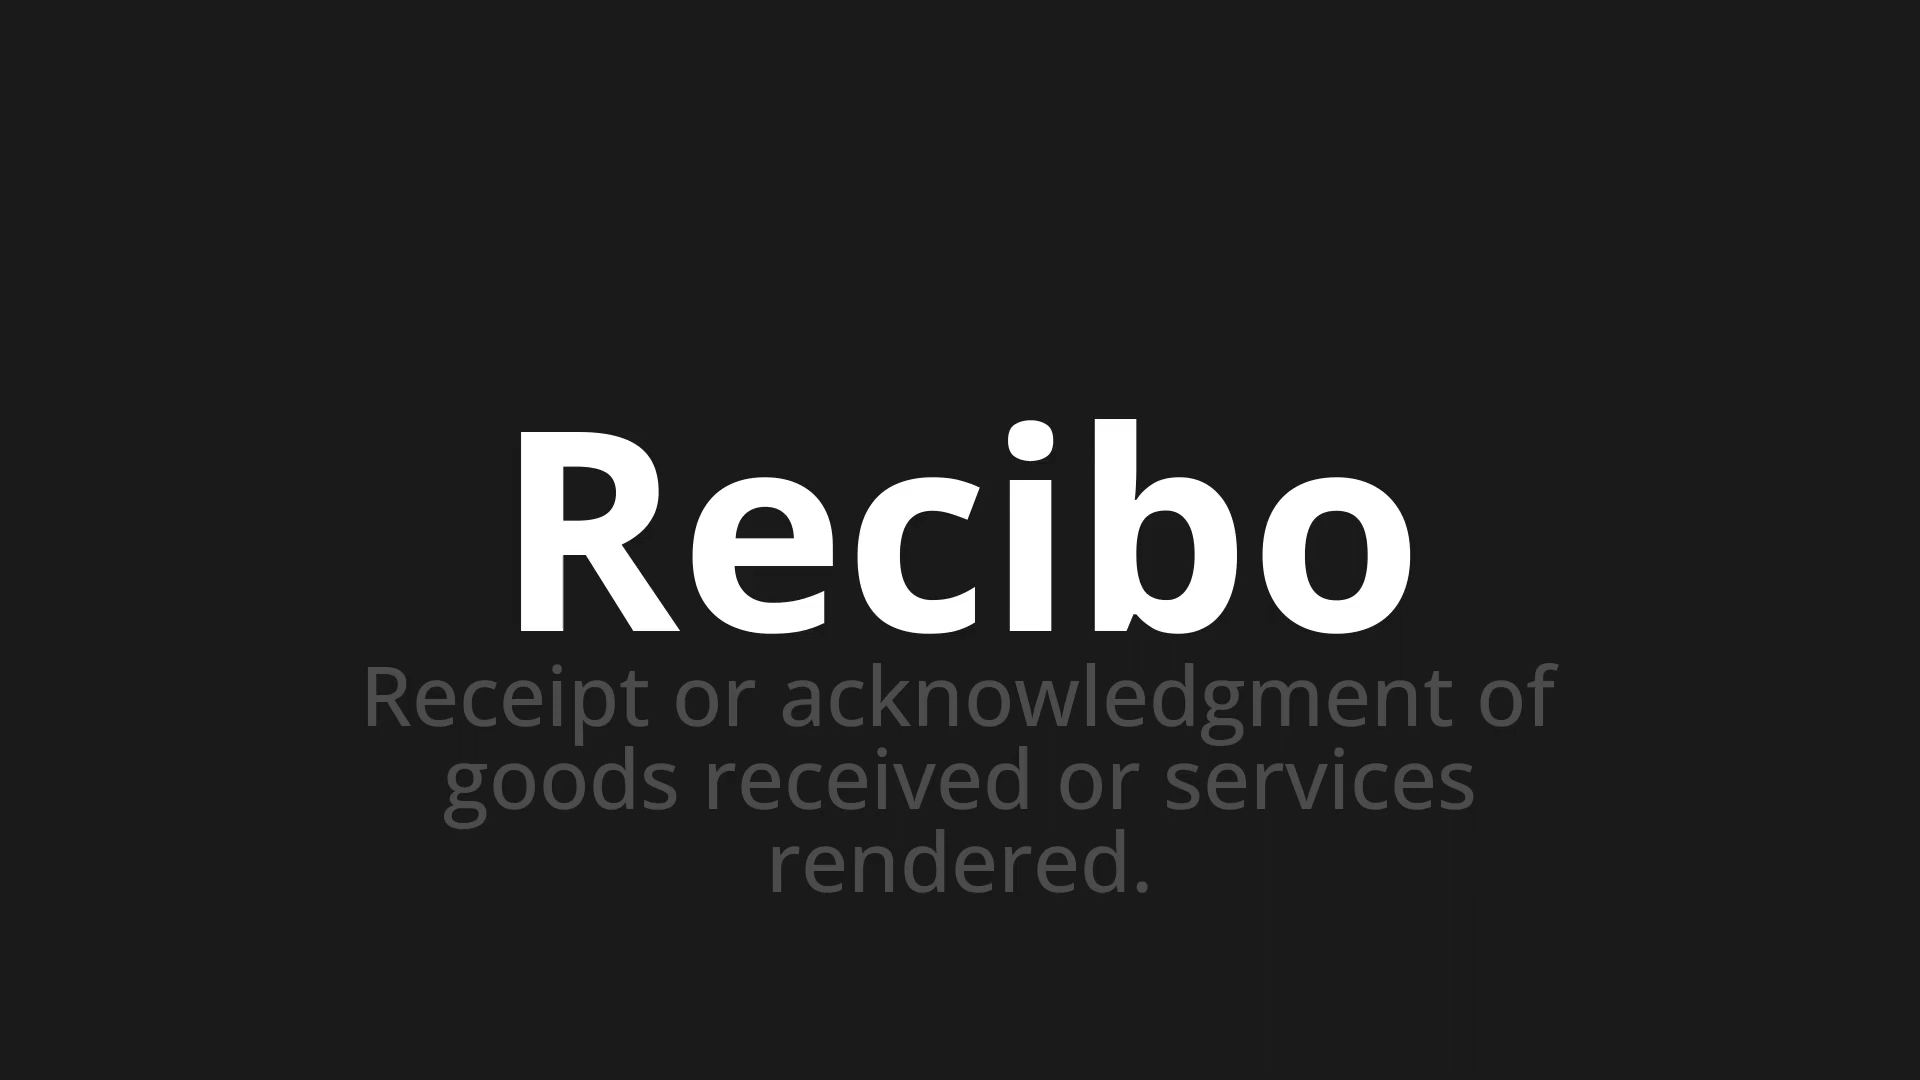 Recibo
Receipt or acknowledgment of
goods received or services
rendered.